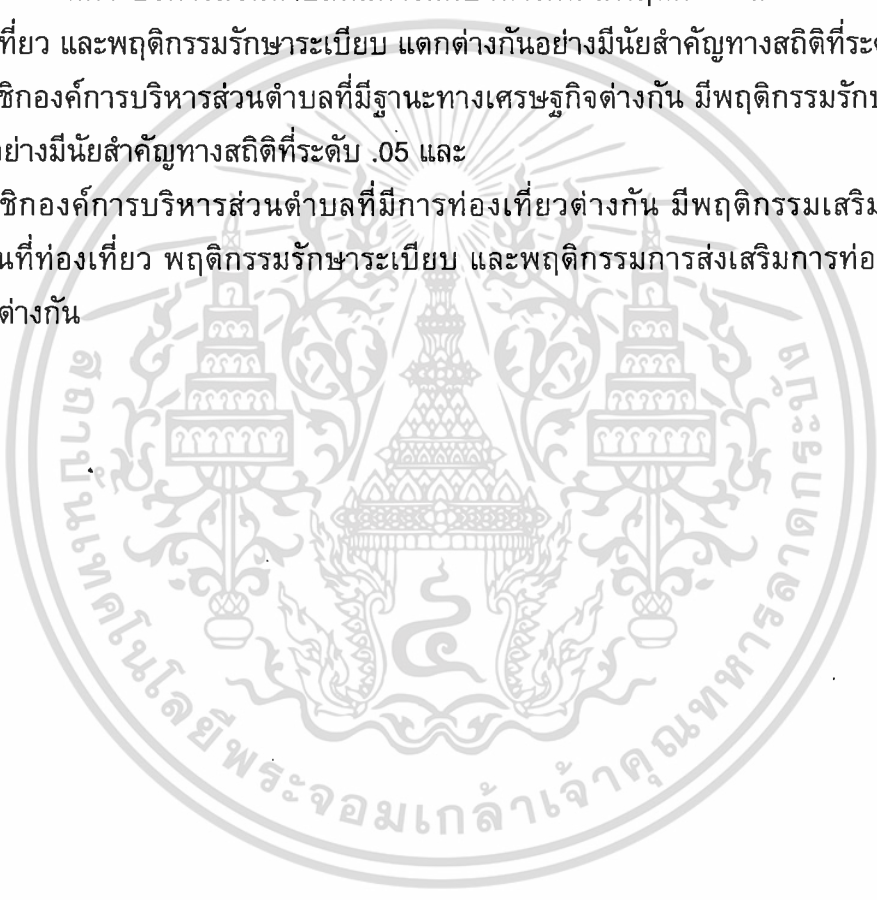 ที่ยว และพฤติกรรมรักษาระเบียบ แตกต่างกันอย่างมีนัยสำคัญทางสถิติที่ระ
ชิกองค์การบริหารส่วนตำบลที่มีฐานะทางเศรษฐกิจต่างกัน มีพฤติกรรมรัก
อย่างมีนัยสำคัญทางสถิติที่ระดับ .05 และ
ชิกองค์การบริหารส่วนตำบลที่มีการท่องเที่ยวต่างกัน มีพฤติกรรมเสริม
นที่ท่องเที่ยว พฤติกรรมรักษาระเบียบ และพฤติกรรมการส่งเสริมการท่อ
ต่างกัน
สถาบันเทคโนโลยีพระจอมเกล้าเจ้าคุณทหารลาดกระบัง
๔